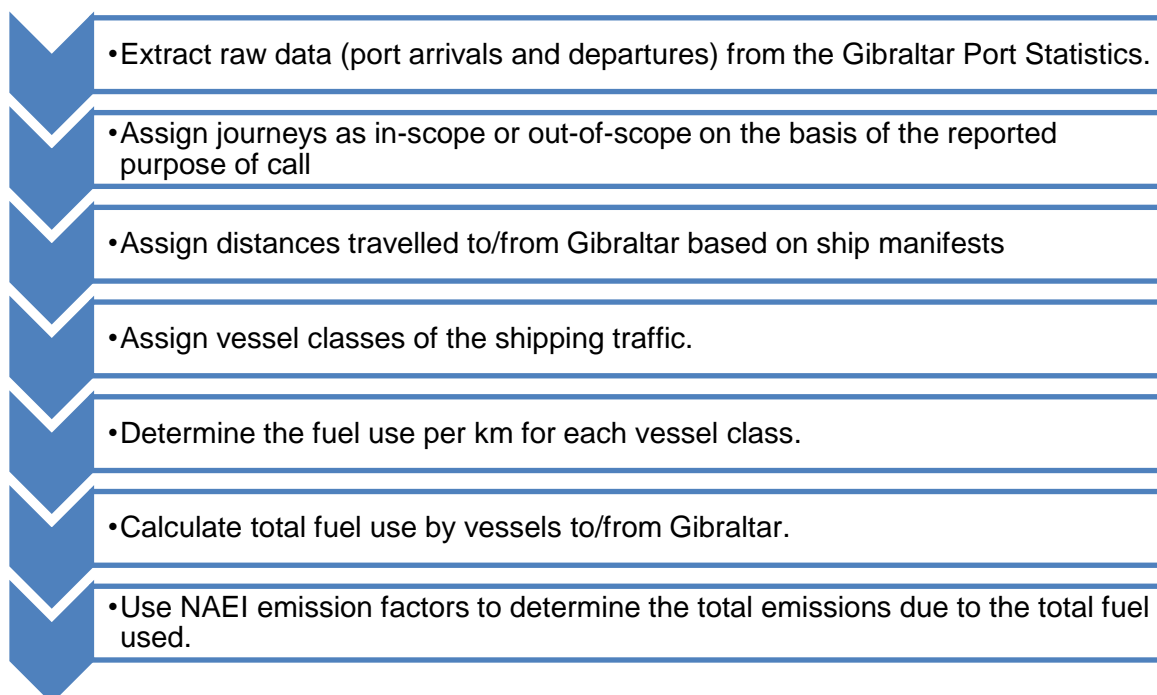 •Extract raw data (port arrivals and departures) from the Gibraltar Port Statistics.
•Assign journeys as in-scope or out-of-scope on the basis of the reported
purpose of call
•Assign distances travelled to/from Gibraltar based on ship manifests
•Assign vessel classes of the shipping traffic.
•Determine the fuel use per km for each vessel class.
•Calculate total fuel use by vessels to/from Gibraltar.
•Use NAEI emission factors to determine the total emissions due to the total fuel
used.